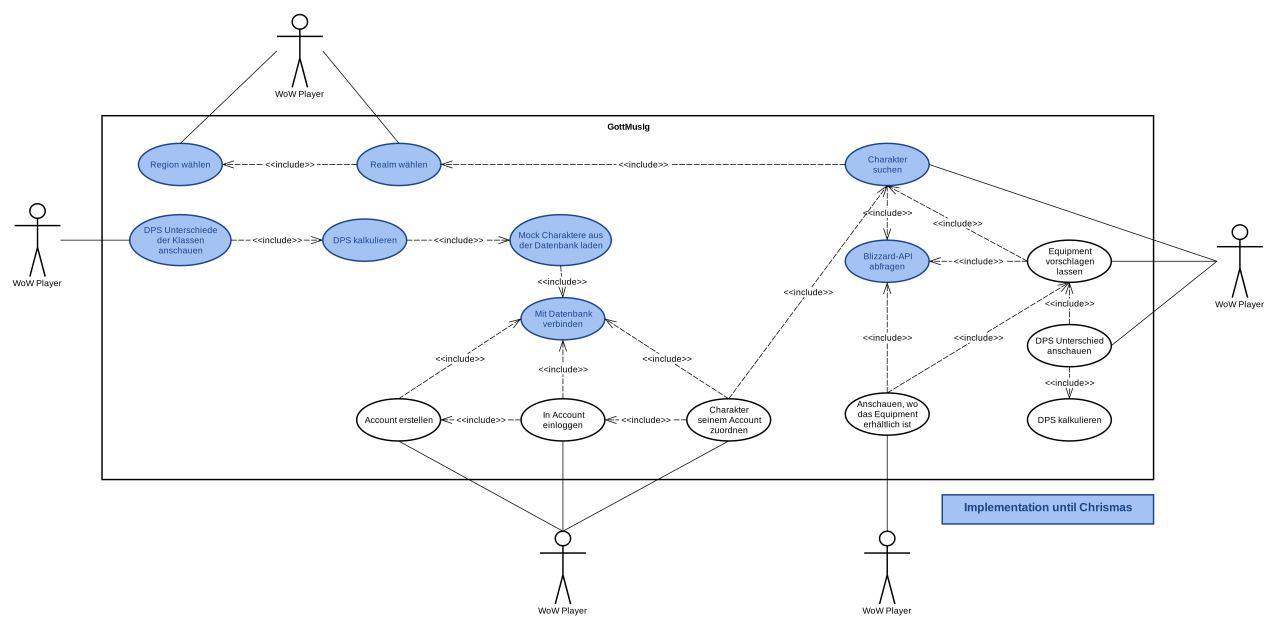 WoW Player
GottMusig
Region wählen
<<include>>
Realm wählen
<<include>>
Charakter
suchen
WoW Player
DPS Unterschiede
der Klassen
anschauen
<<include>>
DPS kalkulieren
<<include>>
Mock Charaktere aus
der Datenbank laden
<<include>>
<<include>>
Blizzard-API
abfragen
<<include>>
Equipment
vorschlagen
lassen
WoW Player
<<include>>
Mit Datenbank
verbinden
<<include>>
<<include>>
DPS Unterschied
anschauen
<<include>>
<<include>>
<<include>>
<<include>>
<<include>>
<<include>>
<<include>>
Account erstellen
<<include>>
In Account
einloggen
<<include>>
Charakter
seinem Account
zuordnen
Anschauen, wo
das Equipment
erhältlich ist
DPS kalkulieren
Implementation until Chrismas
WoW Player
WoW Player